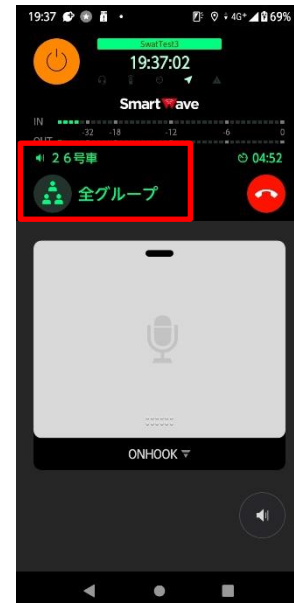 19:37 4G+ 69%
SwatTest3
19:37:02
SmartWave
IN
-32 -18 -12 -6 0
OUT
26号車 04:52
全グループ
ONHOOK